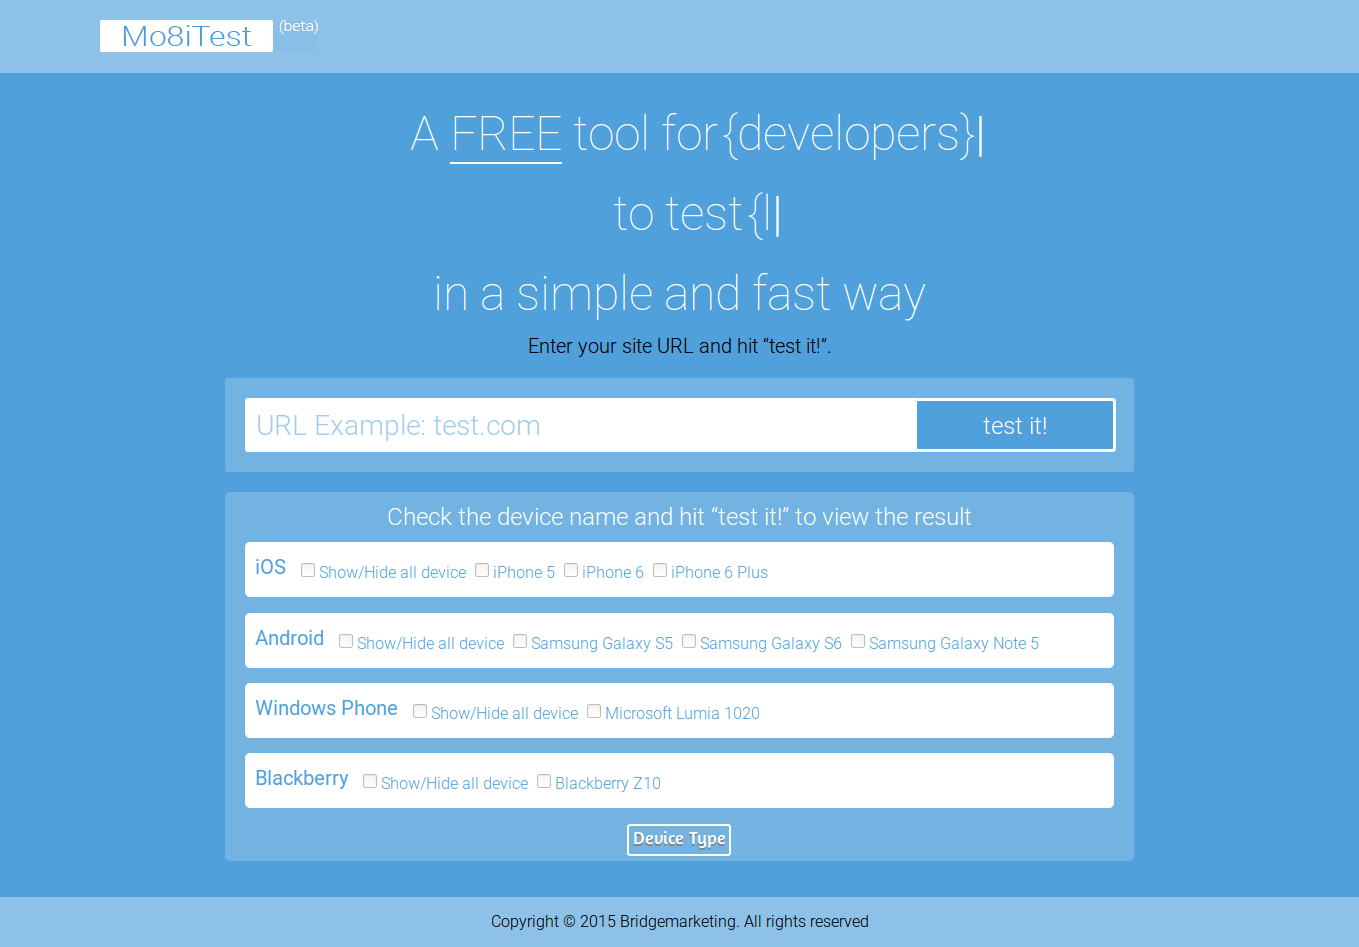 Mo8iTest (beta)
A FREE tool for{developers}|
to test{l|
in a simple and fast way
Enter your site URL and hit “test it!”.
URL Example: test.com test it!
Check the device name and hit “test it!” to view the result
iOS Show/Hide all device iPhone 5 iPhone 6 iPhone 6 Plus
Android Show/Hide all device Samsung Galaxy S5 Samsung Galaxy S6 Samsung Galaxy Note 5
Windows Phone Show/Hide all device Microsoft Lumia 1020
Blackberry Show/Hide all device Blackberry Z10
Device Type
Copyright © 2015 Bridgemarketing. All rights reserved